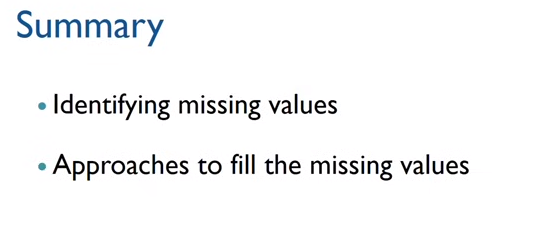 Summary
• Identifying missing values
• Approaches to fill the missing values